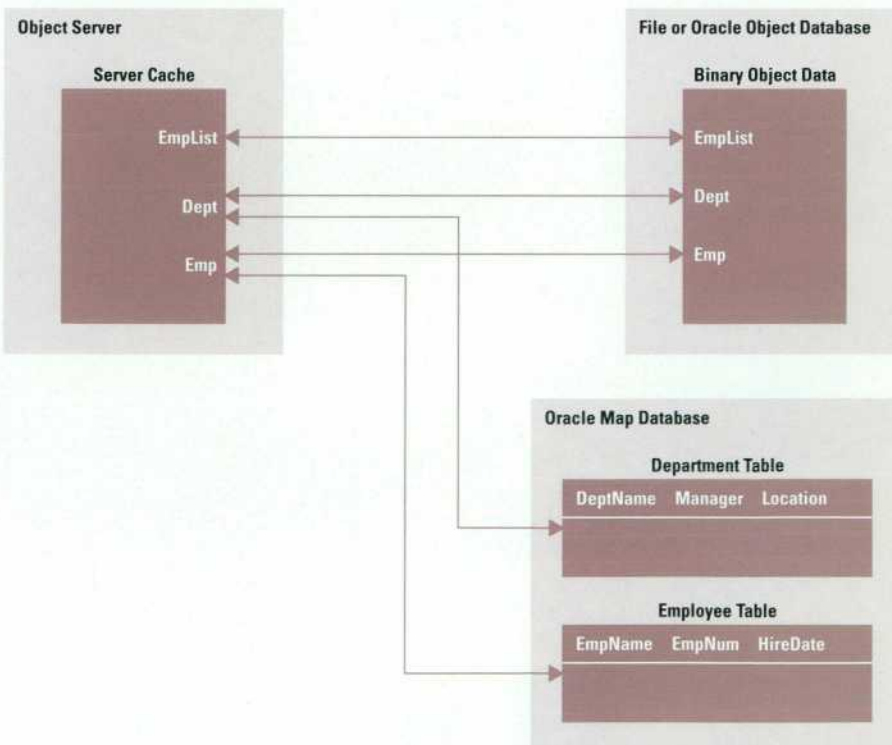 Object Server
Server Cache
EmpList
Dept
Emp
File or Oracle Object Database
Binary Object Data
EmpList
Dept
Emp
Oracle Map Database
Department Table
DeptName Manager Location
Employee Table
EmpName EmpNum HireDate